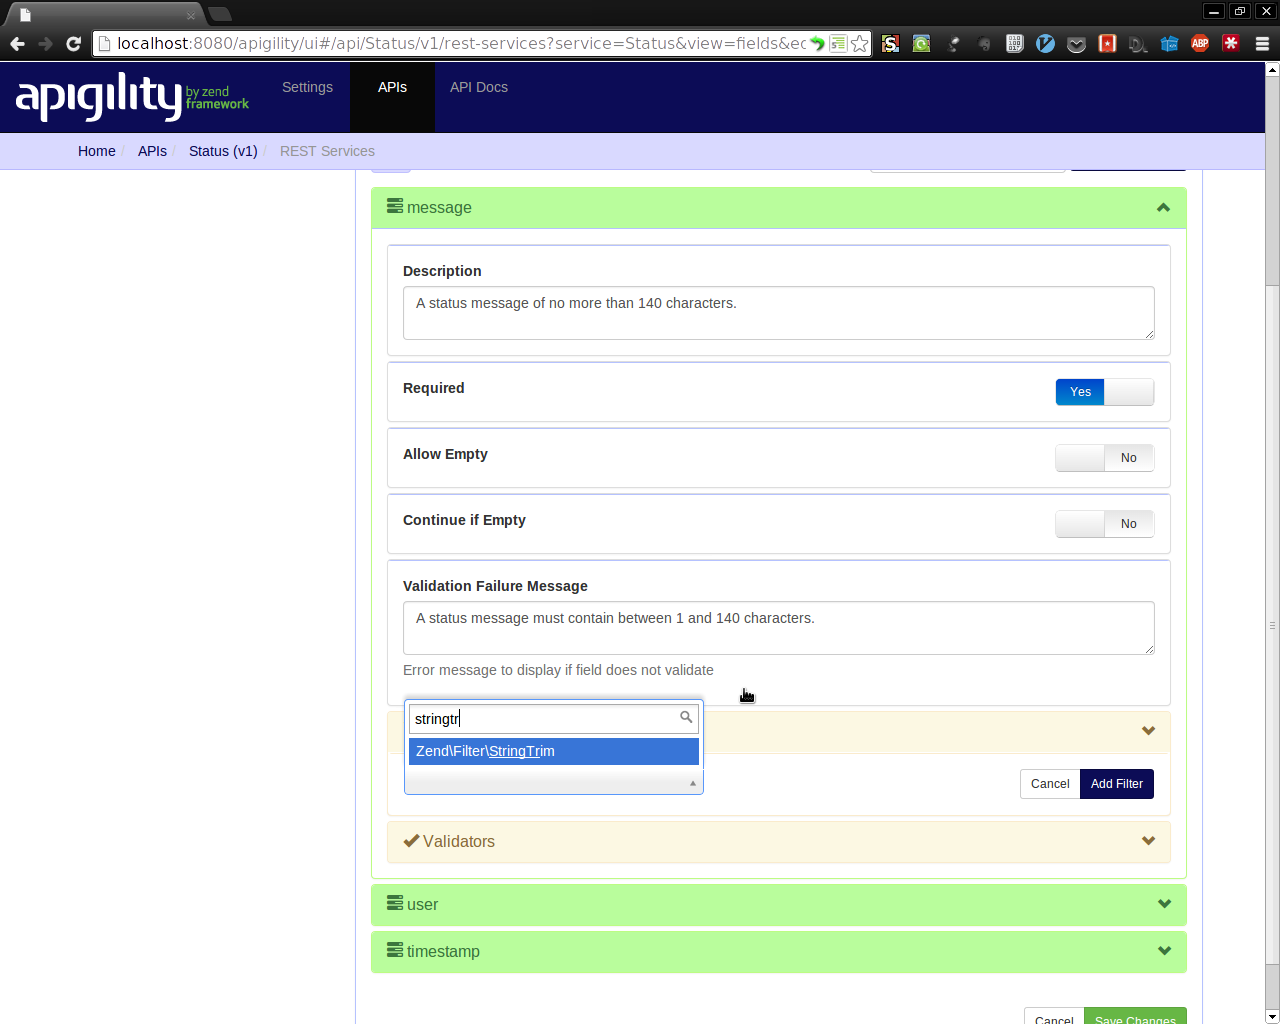 localhost:8080/apigility/ui#/api/Status/v1/rest-services?service=Status&view=fields&ec
apigility by zend framework
Settings
APIs
API Docs
Home / APIs / Status (v1) / REST Services
message
Description
A status message of no more than 140 characters.
Required
Yes
Allow Empty
No
Continue if Empty
No
Validation Failure Message
A status message must contain between 1 and 140 characters.
Error message to display if field does not validate
stringtr
Zend\Filter\StringTrim
Cancel
Add Filter
Validators
user
timestamp
Cancel
Save Changes